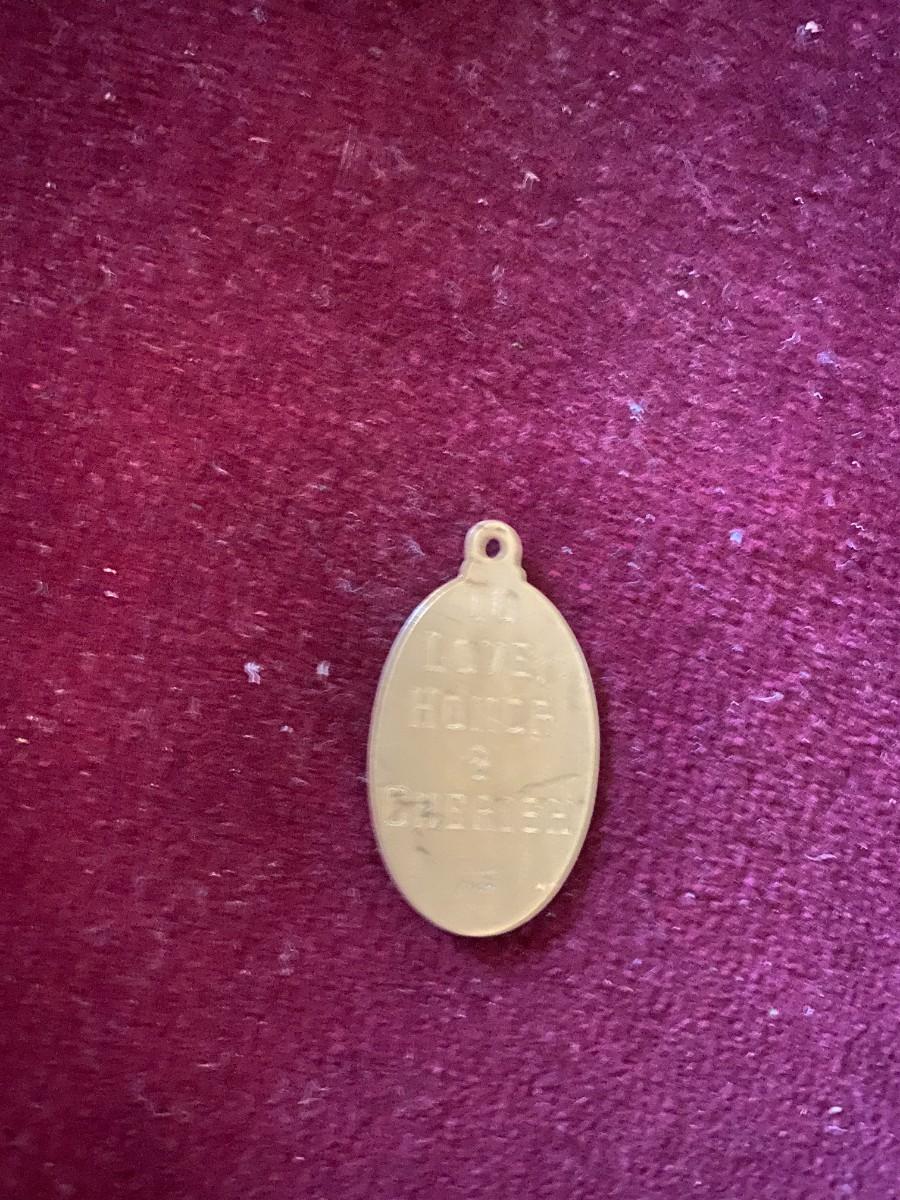 TO
LOVE,
HONOR
&
CHERISH